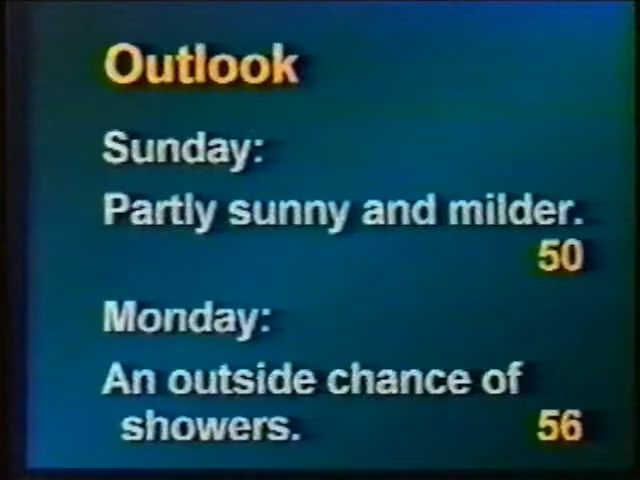 Outlook
Sunday:
Partly sunny and milder.
50
Monday:
An outside chance of
showers. 56